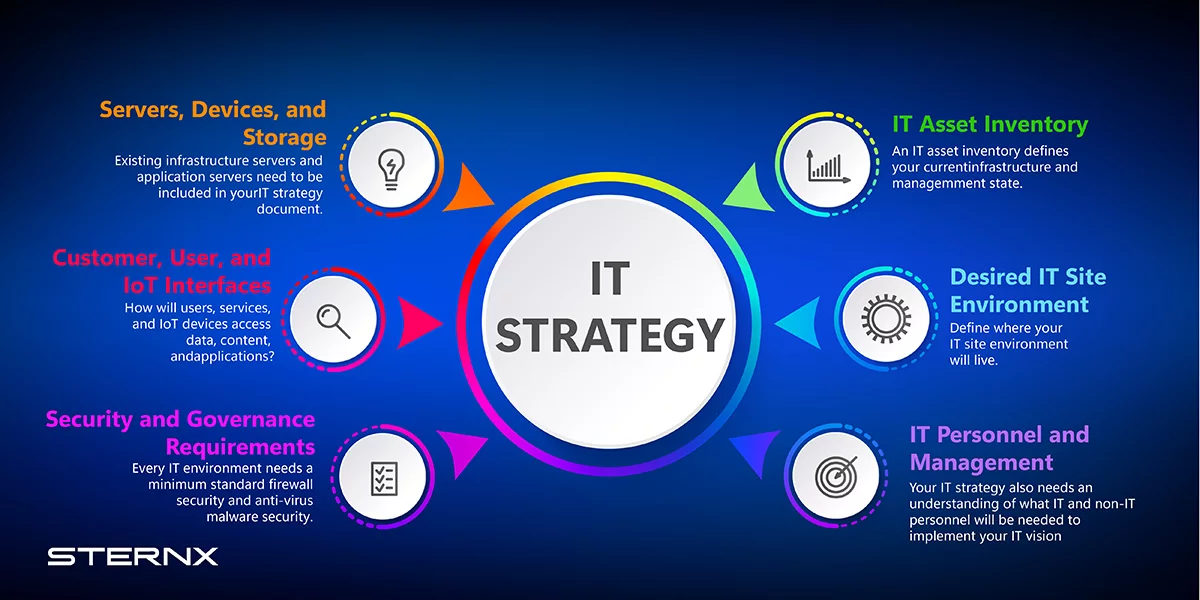 Servers, Devices, and
Storage
Existing infrastructure servers and
application servers need to be
included in yourIT strategy
document.
Customer, User, and
IoT Interfaces
How will users, services,
and IoT devices access
data, content,
andapplications?
Security and Governance
Requirements
Every IT environment needs a
minimum standard firewall
security and anti-virus
malware security.
IT
STRATEGY
IT Asset Inventory
An IT asset inventory defines
your currentinfrastructure and
managemment state.
Desired IT Site
Environment
Define where your
IT site environment
will live.
IT Personnel and
Management
Your IT strategy also needs an
understanding of what IT and non-IT
personnel will be needed to
implement your IT vision
STERNX